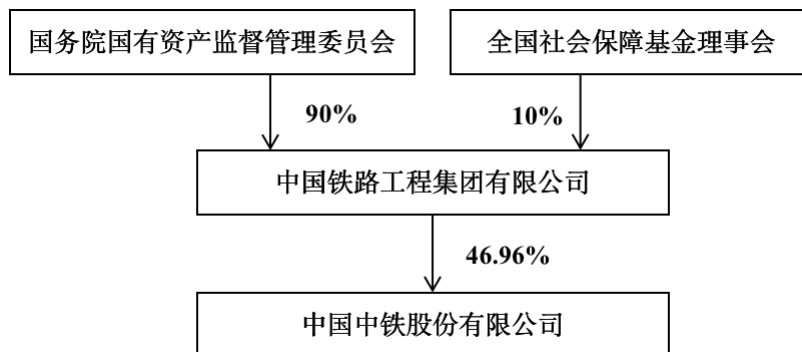 国务院国有资产监督管理委员会
全国社会保障基金理事会
90%
10%
中国铁路工程集团有限公司
46.96%
中国中铁股份有限公司